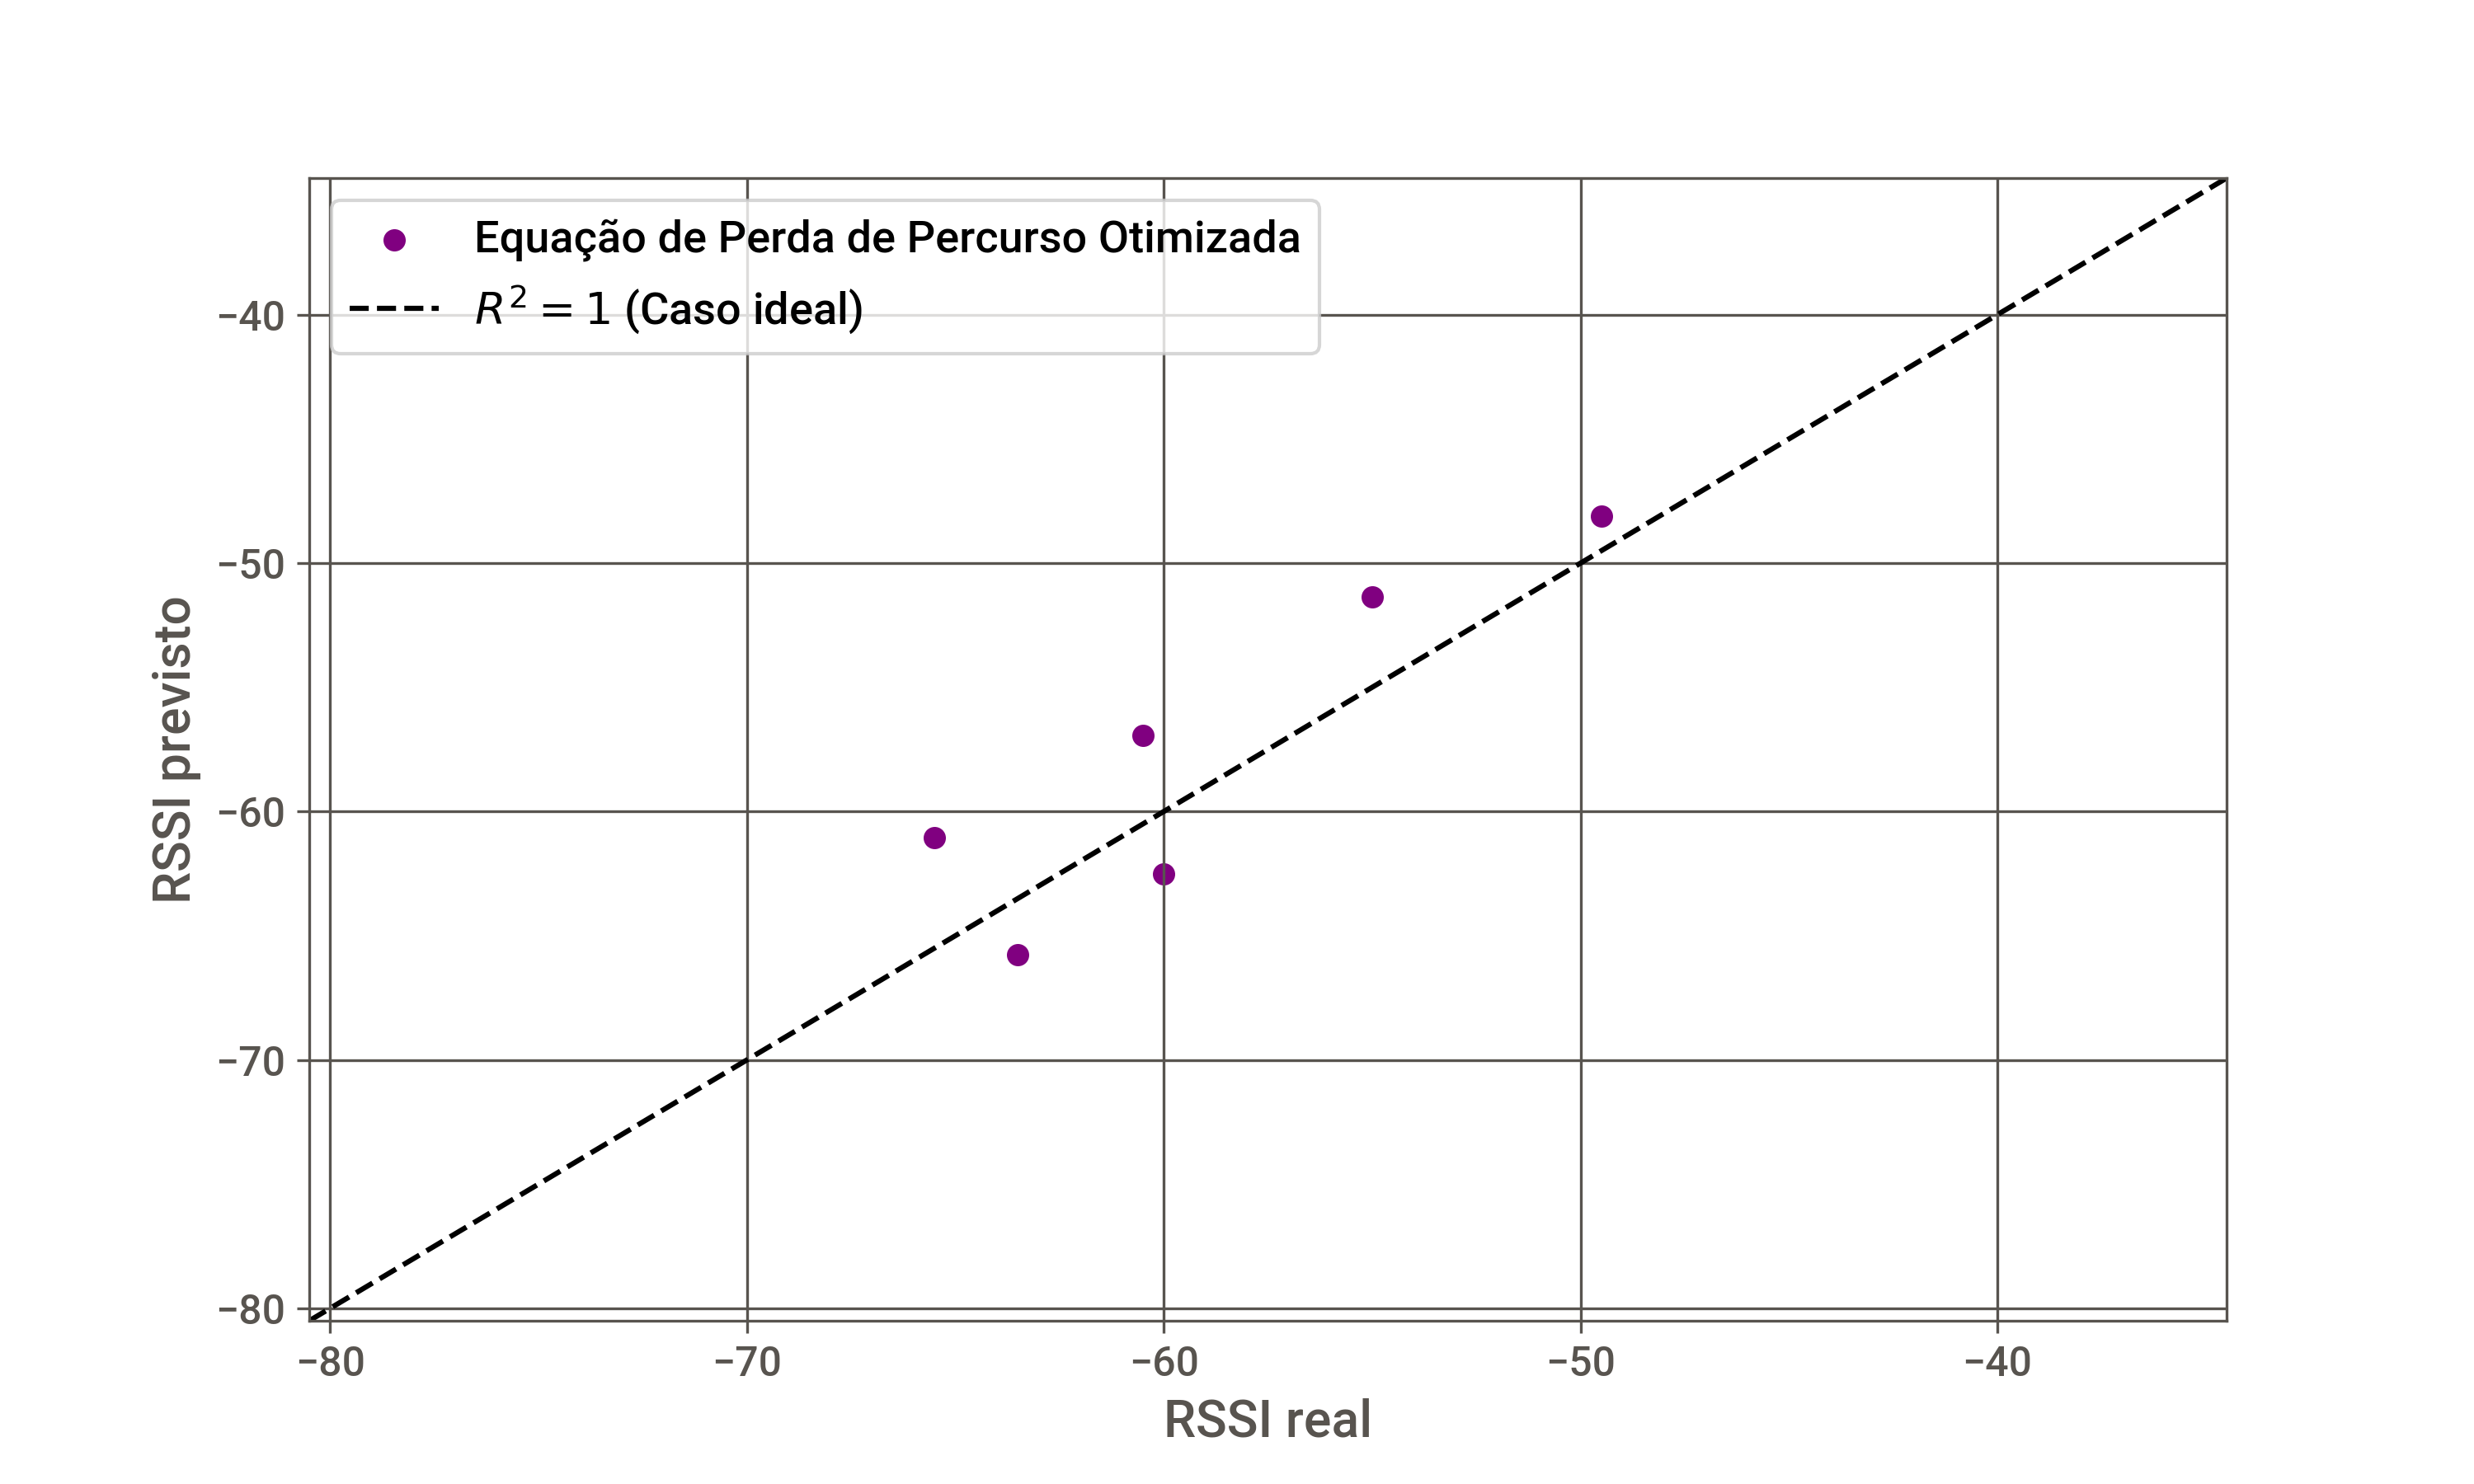 Equação de Perda de Percurso Otimizada
R² = 1 (Caso ideal)
−40
−50
−60
−70
−80
RSSI previsto
−80 −70 −60 −50 −40
RSSI real